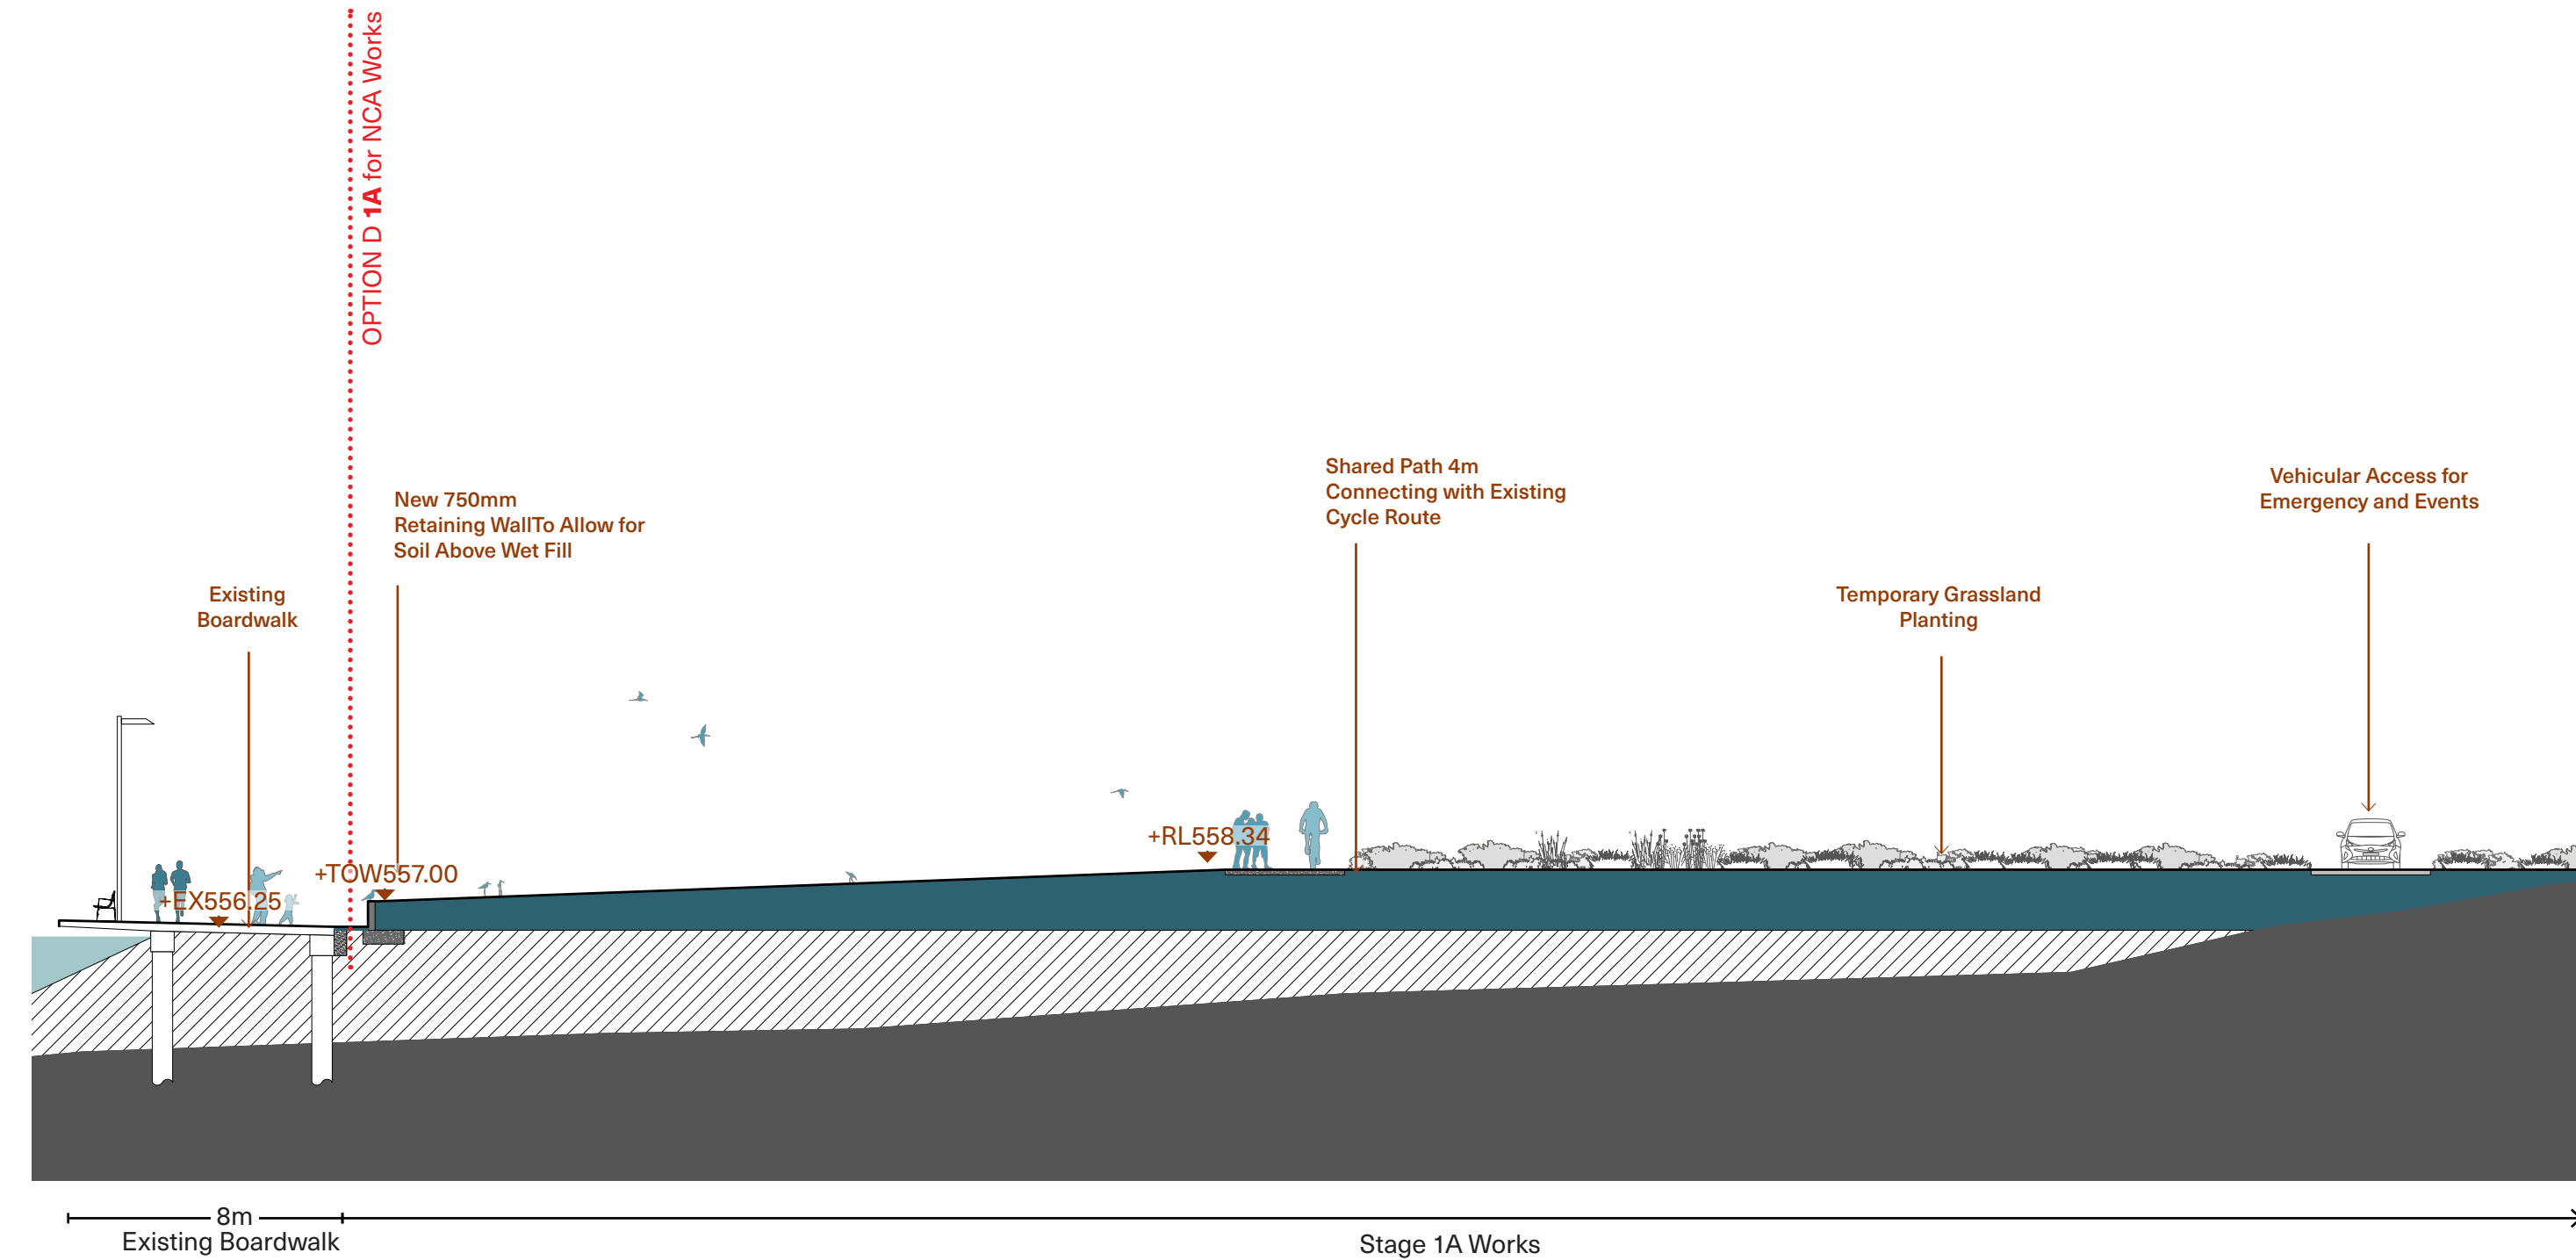 OPTION D 1A for NCA Works
New 750mm
Retaining WallTo Allow for
Soil Above Wet Fill
Existing
Boardwalk
Shared Path 4m
Connecting with Existing
Cycle Route
Vehicular Access for
Emergency and Events
Temporary Grassland
Planting
+RL558.34
+TOW557.00
+EX556.25
8m
Existing Boardwalk
Stage 1A Works